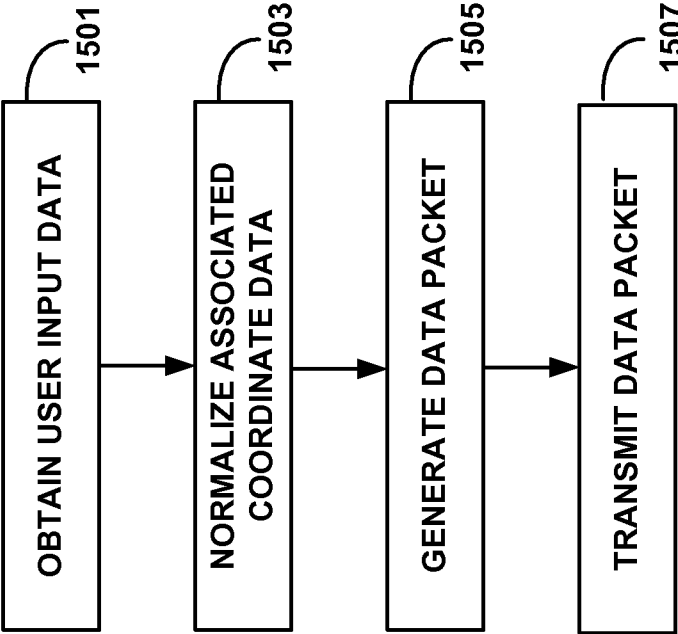 OBTAIN USER INPUT DATA
1501
NORMALIZE ASSOCIATED
COORDINATE DATA
1503
GENERATE DATA PACKET
1505
TRANSMIT DATA PACKET
1507